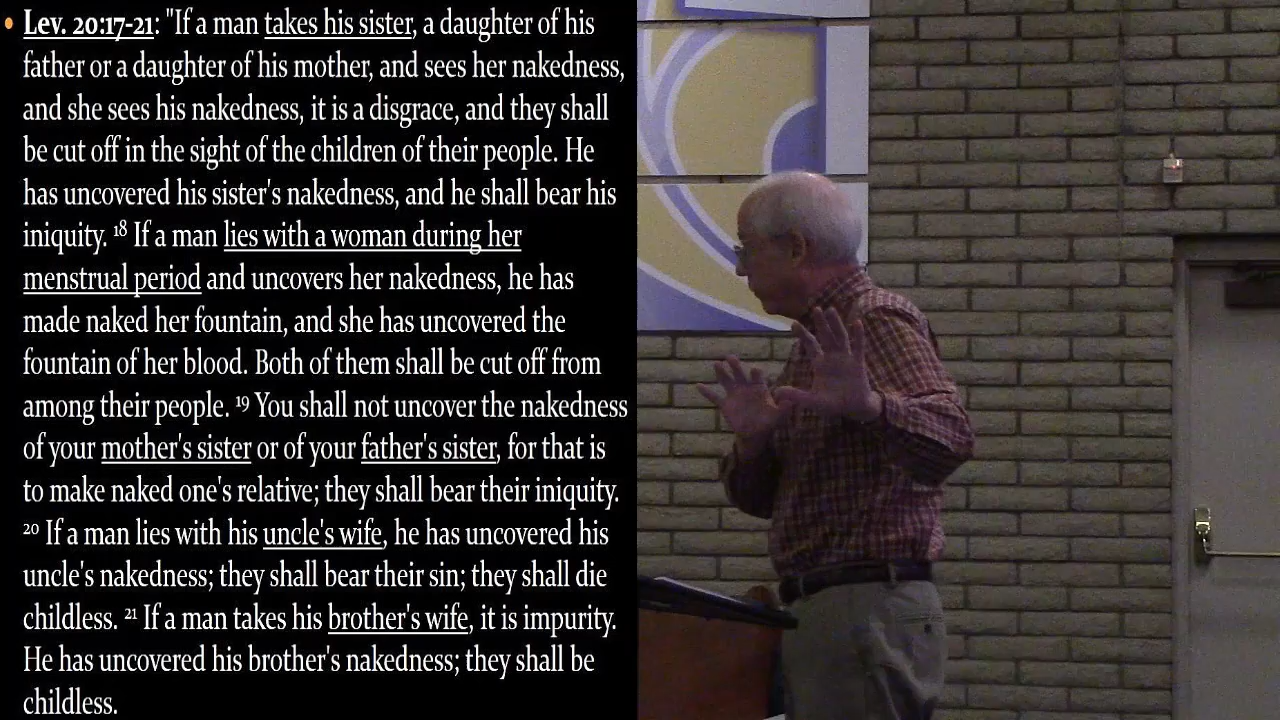 • Lev. 20:17-21: "If a man takes his sister, a daughter of his
father or a daughter of his mother, and sees her nakedness,
and she sees his nakedness, it is a disgrace, and they shall
be cut off in the sight of the children of their people. He
has uncovered his sister's nakedness, and he shall bear his
iniquity. ¹⁸ If a man lies with a woman during her
menstrual period and uncovers her nakedness, he has
made naked her fountain, and she has uncovered the
fountain of her blood. Both of them shall be cut off from
among their people. ¹⁹ You shall not uncover the nakedness
of your mother's sister or of your father's sister, for that is
to make naked one's relative; they shall bear their iniquity.
²⁰ If a man lies with his uncle's wife, he has uncovered his
uncle's nakedness; they shall bear their sin; they shall die
childless. ²¹ If a man takes his brother's wife, it is impurity.
He has uncovered his brother's nakedness; they shall be
childless.